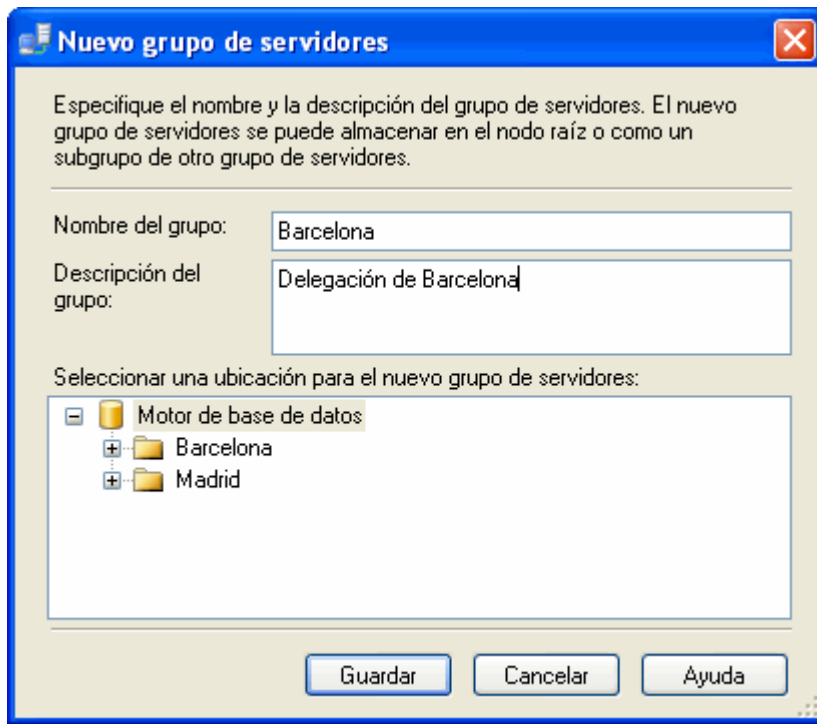 Nuevo grupo de servidores
Especifique el nombre y la descripción del grupo de servidores. El nuevo
grupo de servidores se puede almacenar en el nodo raíz o como un
subgrupo de otro grupo de servidores.
Nombre del grupo:
Barcelona
Descripción del
grupo:
Delegación de Barcelona
Seleccionar una ubicación para el nuevo grupo de servidores:
Motor de base de datos
Barcelona
Madrid
Guardar
Cancelar
Ayuda